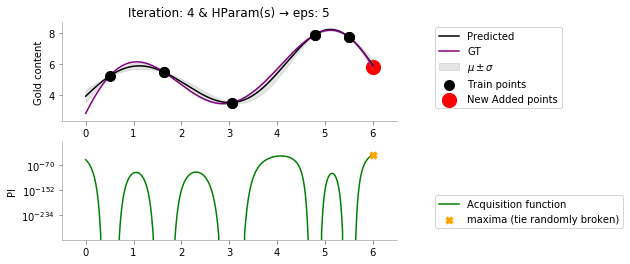 Iteration: 4 & HParam(s) → eps: 5
Gold content
8
6
4
0 1 2 3 4 5 6
Predicted
GT
μ ± σ
Train points
New Added points
PI
10⁻⁷⁰
10⁻¹⁵²
10⁻²³⁴
0 1 2 3 4 5 6
Acquisition function
maxima (tie randomly broken)